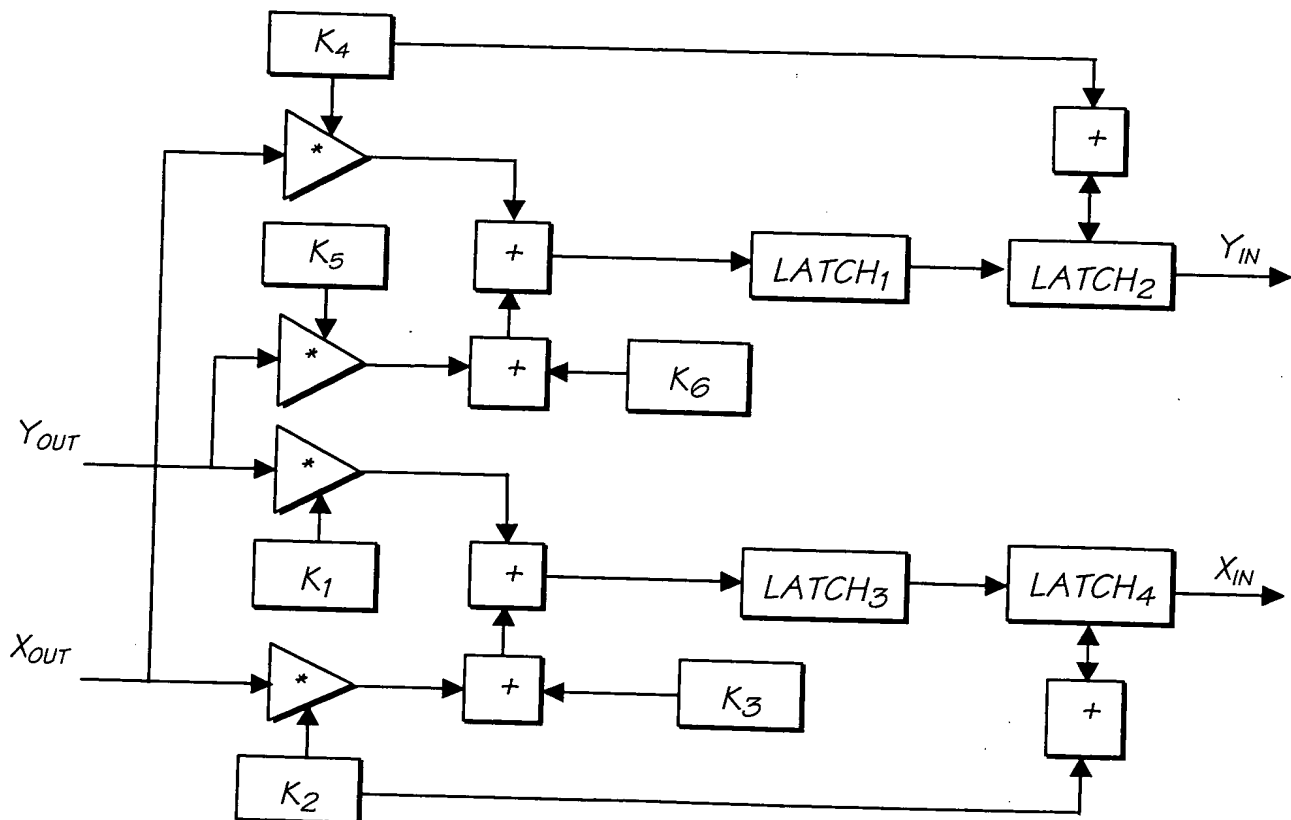 K4
*
+
K5
+
LATCH1
LATCH2
YIN
*
+
K6
YOUT
*
K1
+
LATCH3
LATCH4
XIN
XOUT
*
+
K3
+
K2